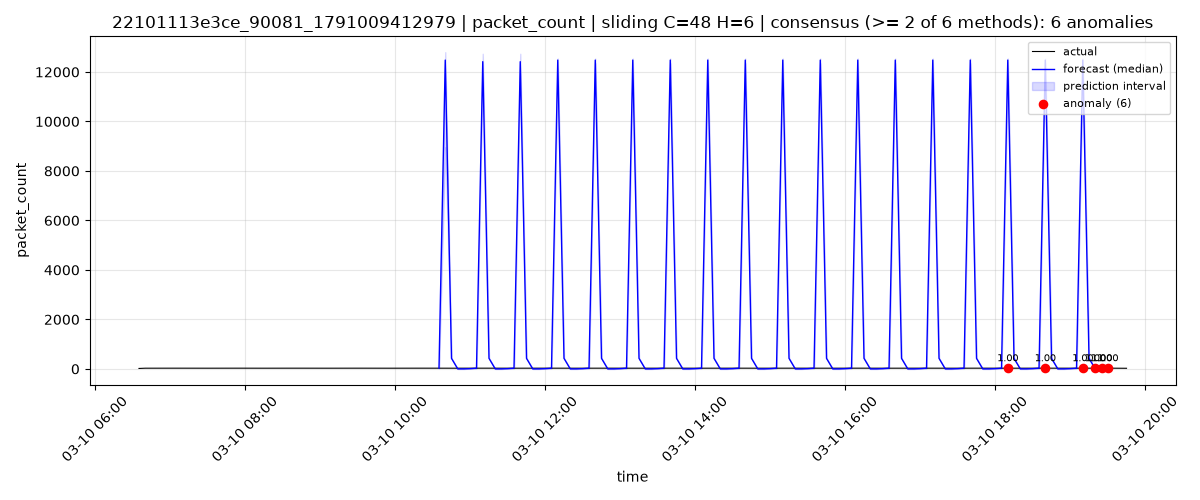 22101113e3ce_90081_1791009412979 | packet_count | sliding C=48 H=6 | consensus (>= 2 of 6 methods): 6 anomalies
actual
forecast (median)
prediction interval
anomaly (6)
packet_count
12000
10000
8000
6000
4000
2000
0
1.00
1.00
03-10 06:00
03-10 08:00
03-10 10:00
03-10 12:00
03-10 14:00
03-10 16:00
03-10 18:00
03-10 20:00
time